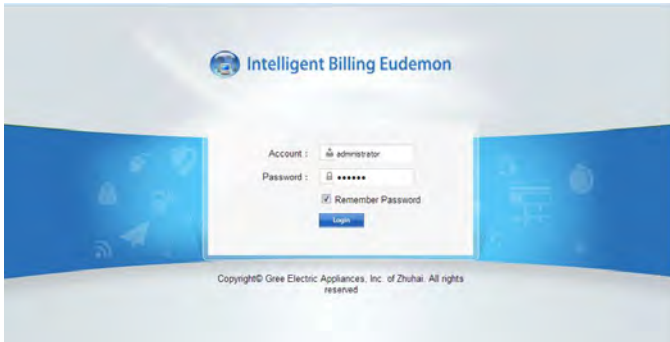 Intelligent Billing Eudemon
Account :
administrator
Password :
••••••
Remember Password
Login
Copyright© Gree Electric Appliances, Inc. of Zhuhai. All rights
reserved